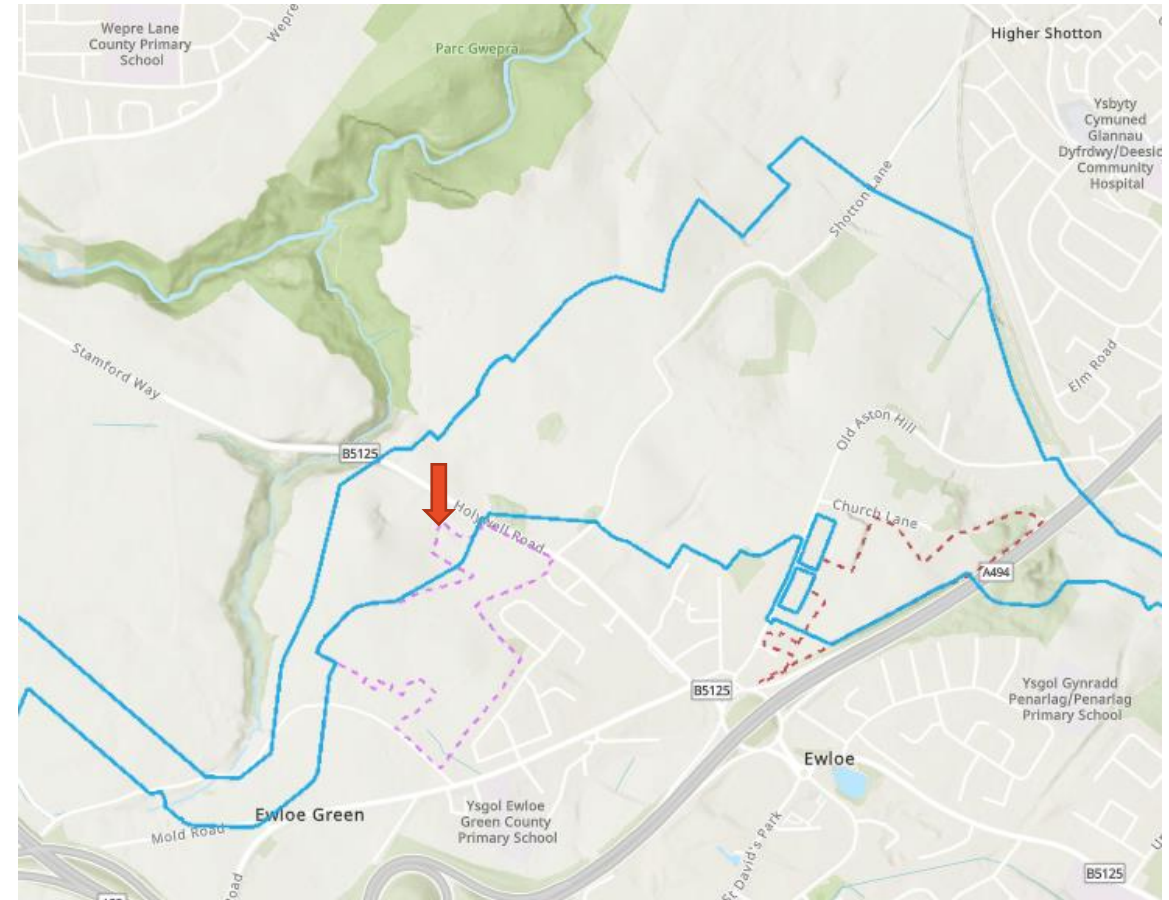 Wepre Lane
County Primary
School
Wepre
Parc Gwepra
Higher Shotton
Ysbyty
Cymuned
Glannau
Dyfrdwy/Deesid
Community
Hospital
Shotton Lane
Stamford Way
Elm Road
B5125
Old Aston Hill
Holywell Road
Church Lane
A494
B5125
Ysgol Gynradd
Penarlag/Penarlag
Primary School
Ewloe
Ewloe Green
Mold Road
Ysgol Ewloe
Green County
Primary School
St David's Park
B5125